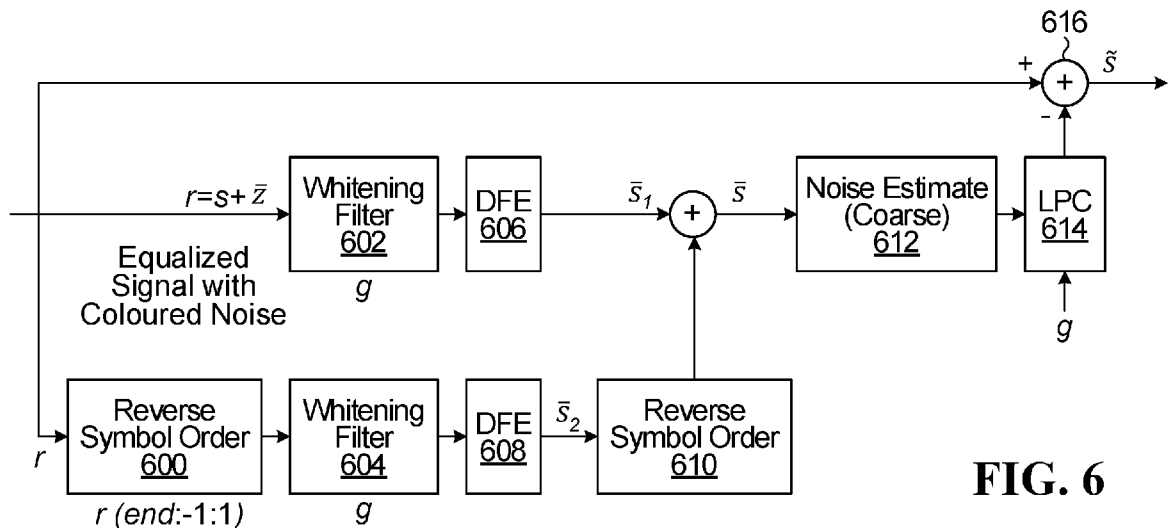 616
+
+
s̃
-
r=s+ z̄
Whitening
Filter
602
g
DFE
606
s̄1
+
s̄
Noise Estimate
(Coarse)
612
LPC
614
g
Equalized
Signal with
Coloured Noise
r
Reverse
Symbol Order
600
r (end:-1:1)
Whitening
Filter
604
g
DFE
608
s̄2
Reverse
Symbol Order
610
FIG. 6